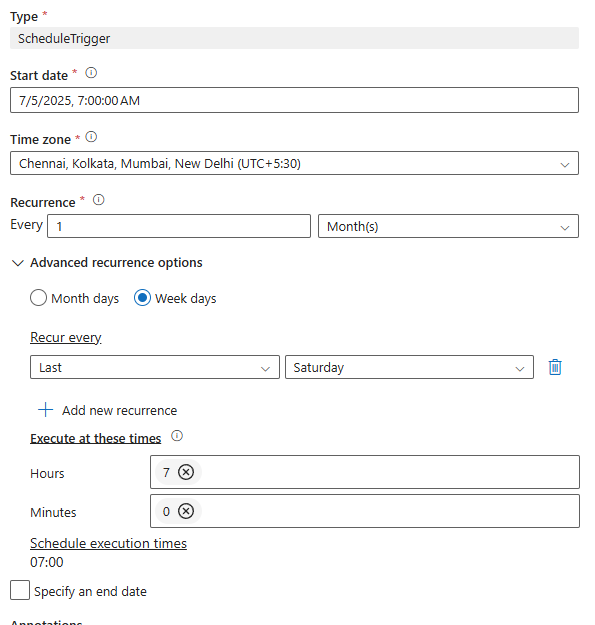 Type *
ScheduleTrigger
Start date *
7/5/2025, 7:00:00 AM
Time zone *
Chennai, Kolkata, Mumbai, New Delhi (UTC+5:30)
Recurrence *
Every 1 Month(s)
Advanced recurrence options
Month days Week days
Recur every
Last Saturday
Add new recurrence
Execute at these times
Hours 7
Minutes 0
Schedule execution times
07:00
Specify an end date
Annotations